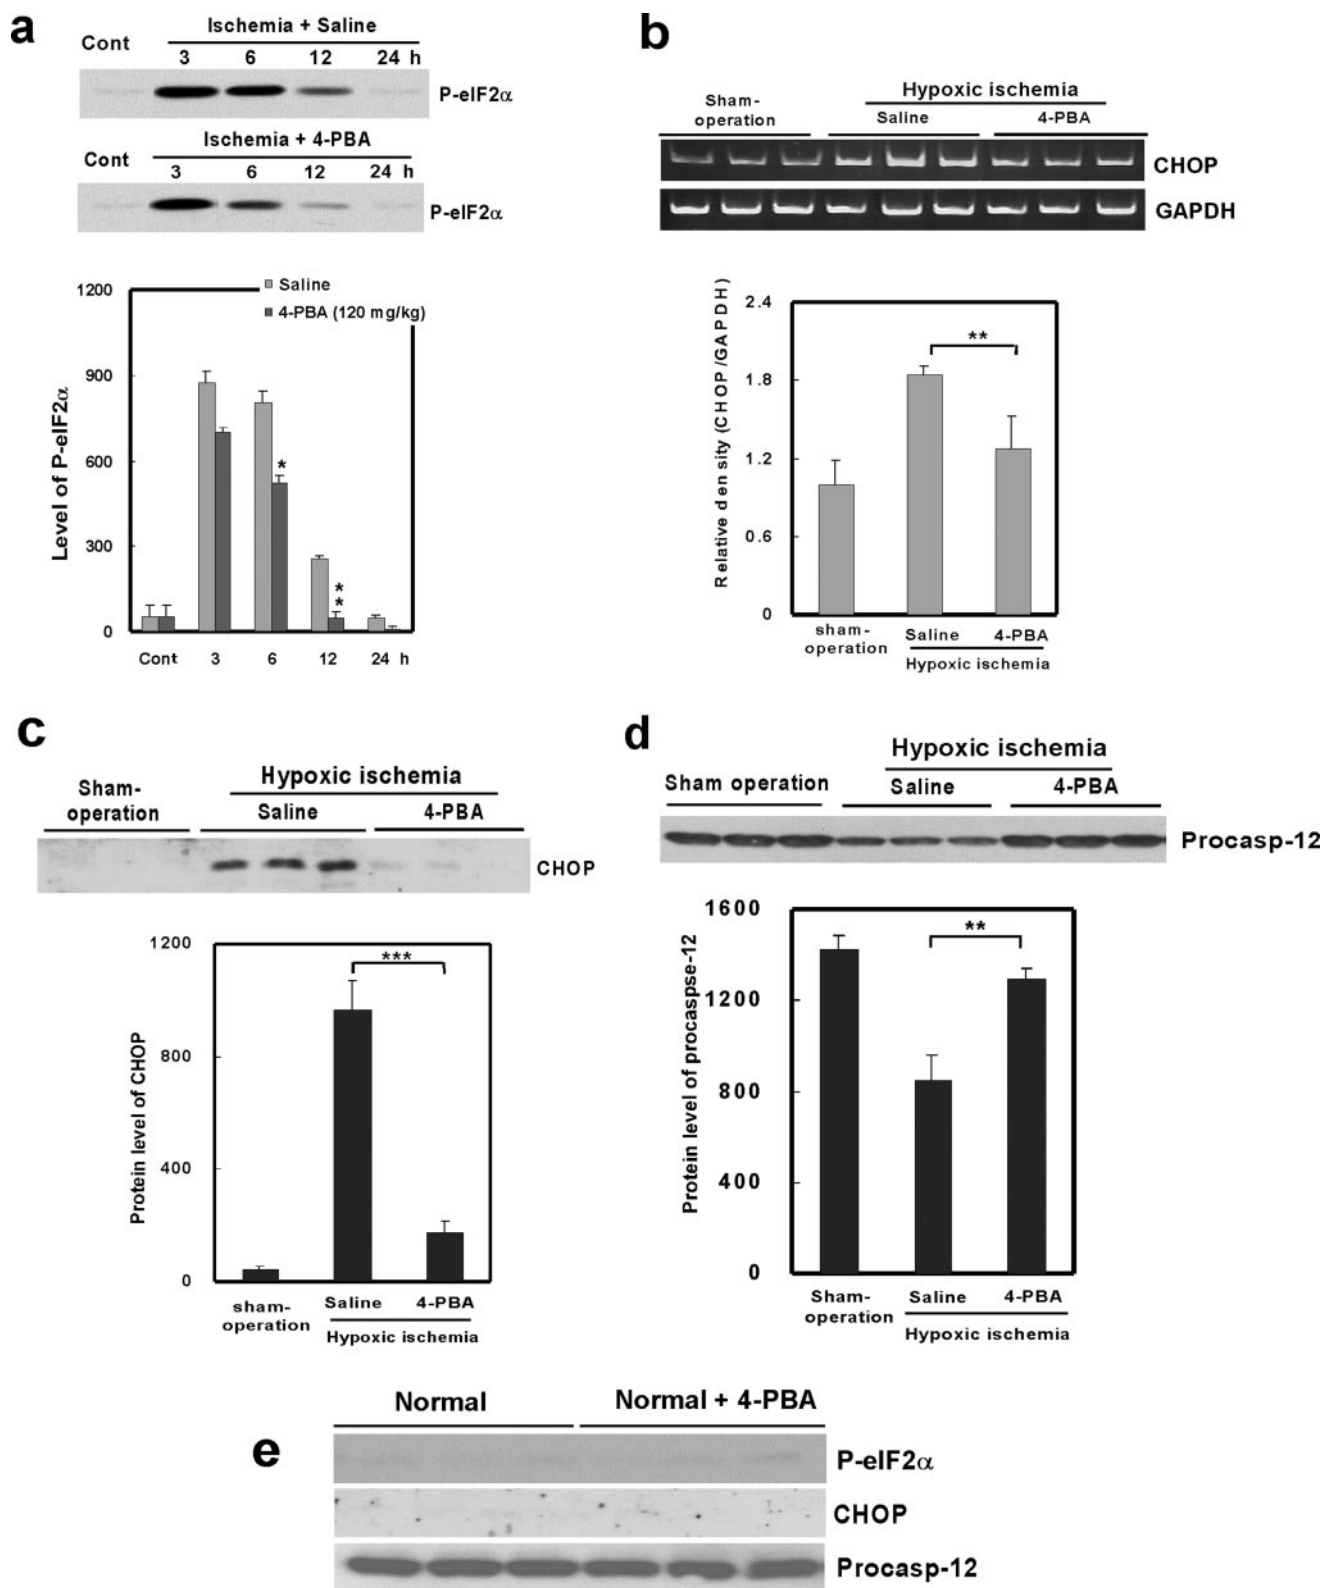 a
Ischemia + Saline
Cont
3 6 12 24 h
P-eIF2α
Ischemia + 4-PBA
Cont
3 6 12 24 h
P-eIF2α
Saline
4-PBA (120 mg/kg)
1200
900
600
300
0
Level of P-eIF2α
*
*
*
Cont 3 6 12 24 h
b
Hypoxic ischemia
Sham-
operation
Saline 4-PBA
CHOP
GAPDH
2.4
1.8
1.2
0.6
0
Relative density (CHOP/GAPDH)
**
sham-
operation
Saline 4-PBA
Hypoxic ischemia
c
Hypoxic ischemia
Sham-
operation
Saline 4-PBA
CHOP
1200
800
400
0
Protein level of CHOP
***
sham-
operation
Saline 4-PBA
Hypoxic ischemia
d
Hypoxic ischemia
Sham operation Saline 4-PBA
Procasp-12
1600
1200
800
400
0
Protein level of procaspse-12
**
Sham-
operation
Saline 4-PBA
Hypoxic ischemia
e
Normal Normal + 4-PBA
P-eIF2α
CHOP
Procasp-12